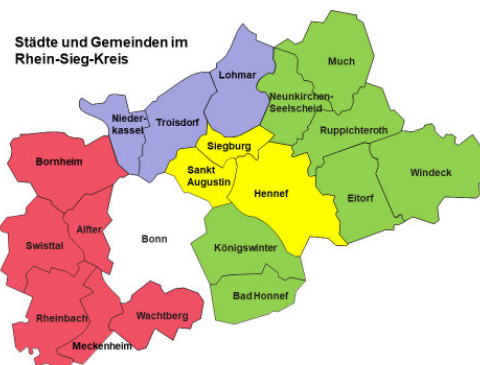 Städte und Gemeinden im
Rhein-Sieg-Kreis
Much
Lohmar
Neunkirchen-
Seelscheid
Nieder-
kassel
Troisdorf
Ruppichteroth
Siegburg
Bornheim
Sankt
Augustin
Hennef
Windeck
Eitorf
Alfter
Swisttal
Bonn
Königswinter
Bad Honnef
Rheinbach
Wachtberg
Meckenheim